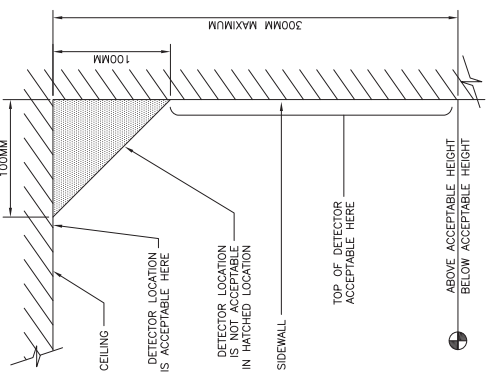 100MM
300MM MAXIMUM
100MM
CEILING
DETECTOR LOCATION
IS ACCEPTABLE HERE
DETECTOR LOCATION
IS NOT ACCEPTABLE
IN HATCHED LOCATION
SIDEWALL
TOP OF DETECTOR
ACCEPTABLE HERE
ABOVE ACCEPTABLE HEIGHT
BELOW ACCEPTABLE HEIGHT